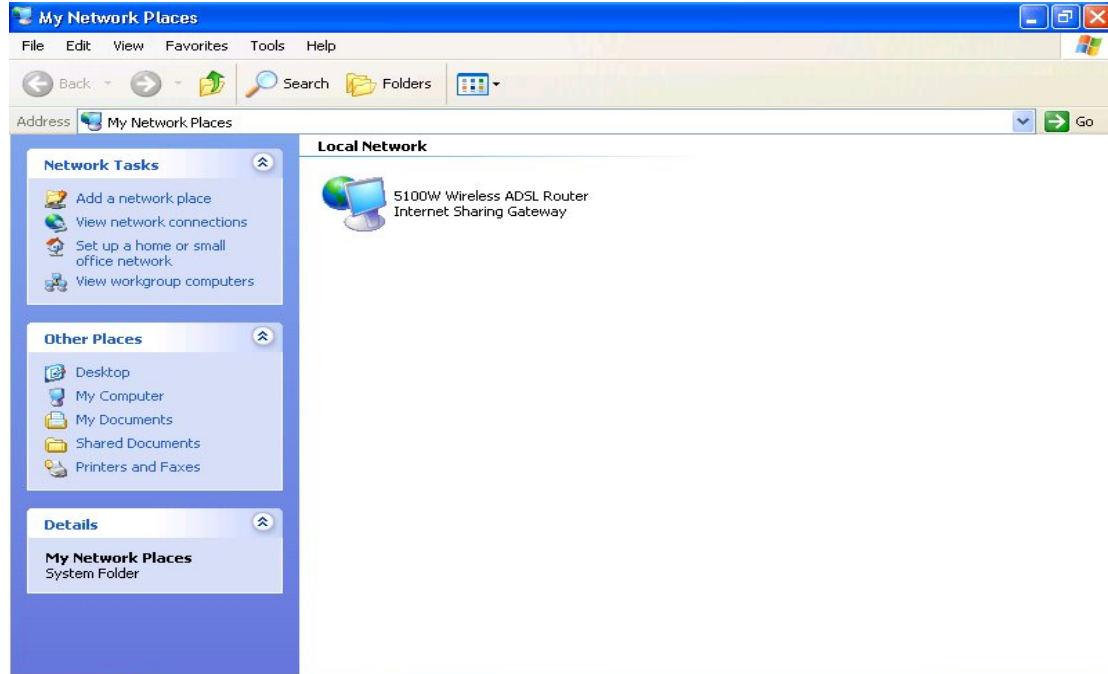 My Network Places
File Edit View Favorites Tools Help
Back Search Folders
Address My Network Places Go
Network Tasks
Add a network place
View network connections
Set up a home or small
office network
View workgroup computers
Other Places
Desktop
My Computer
My Documents
Shared Documents
Printers and Faxes
Details
My Network Places
System Folder
Local Network
5100W Wireless ADSL Router
Internet Sharing Gateway